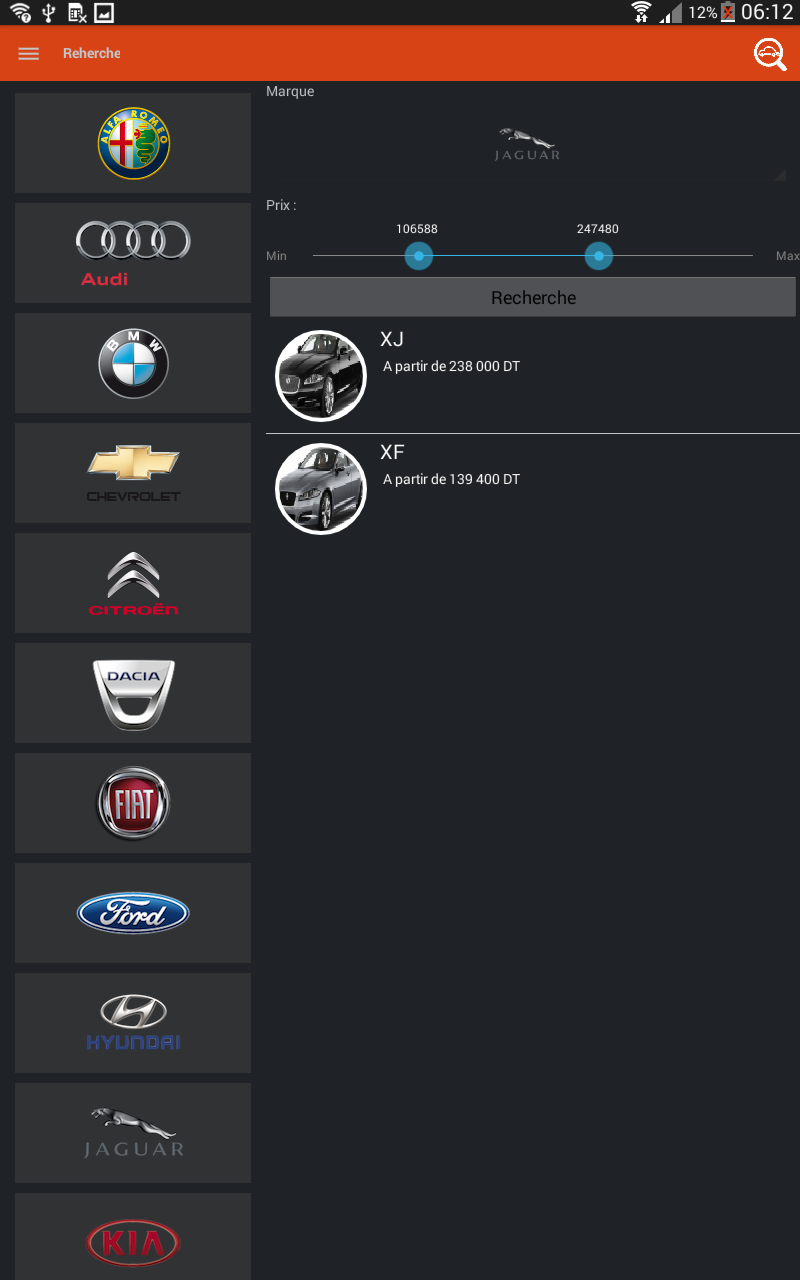 12% 06:12
Reherche
ALFA ROMEO
Audi
BMW
CHEVROLET
CITROËN
DACIA
FIAT
Ford
HYUNDAI
JAGUAR
KIA
Marque
JAGUAR
Prix :
106588 247480
Min Max
Recherche
XJ
A partir de 238 000 DT
XF
A partir de 139 400 DT